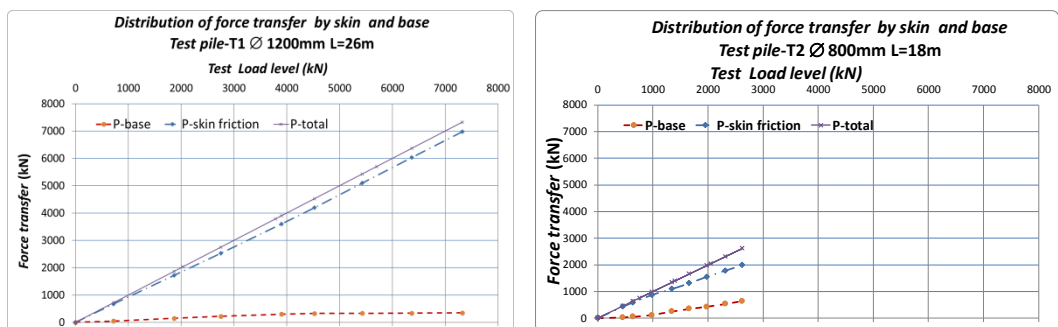 Distribution of force transfer by skin and base
Test pile-T1 ∅ 1200mm L=26m
Test Load level (kN)
0 1000 2000 3000 4000 5000 6000 7000 8000
8000
P-base P-skin friction P-total
7000
6000
5000
4000
3000
2000
1000
0
Force transfer (kN)
Distribution of force transfer by skin and base
Test pile-T2 ∅ 800mm L=18m
Test Load level (kN)
0 1000 2000 3000 4000 5000 6000 7000 8000
8000
P-base P-skin friction P-total
7000
6000
5000
4000
3000
2000
1000
0
Force transfer (kN)